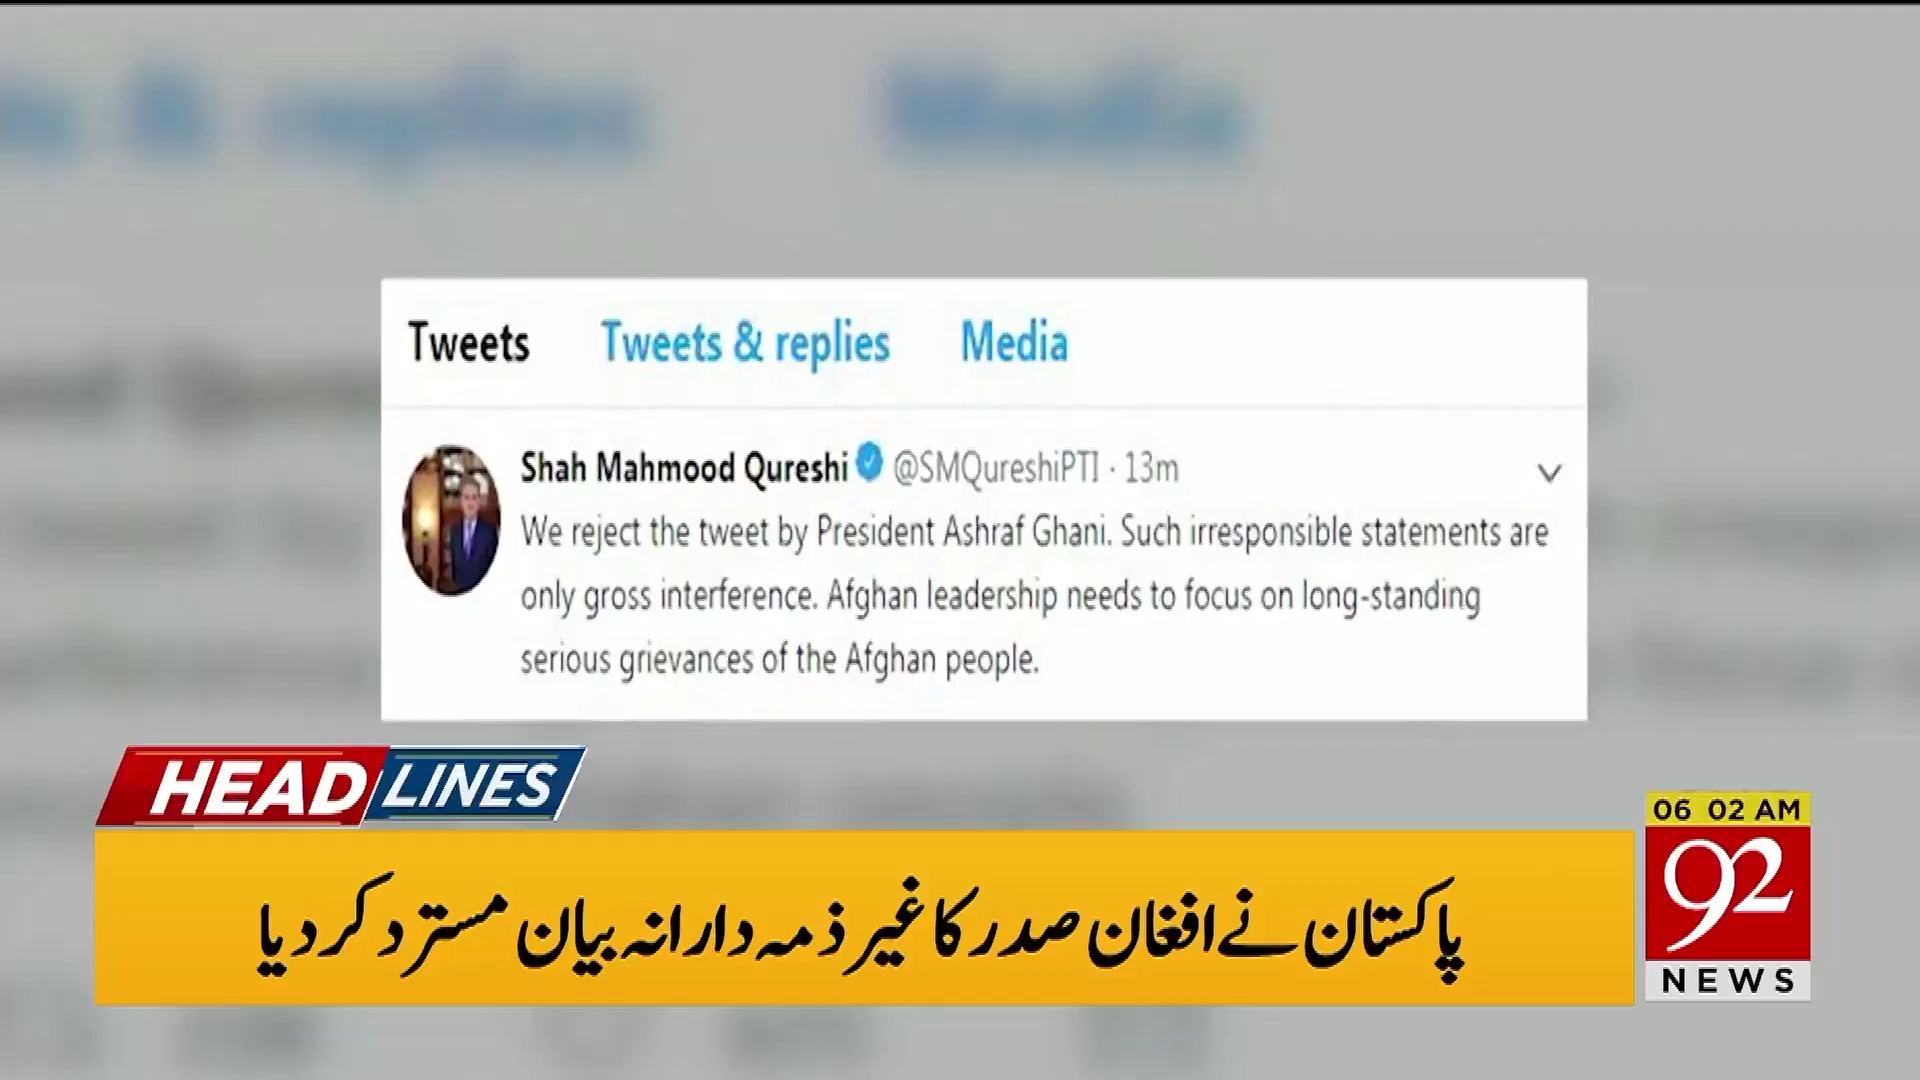 Tweets Tweets & replies Media
Shah Mahmood Qureshi @SMQureshiPTI · 13m
We reject the tweet by President Ashraf Ghani. Such irresponsible statements are
only gross interference. Afghan leadership needs to focus on long-standing
serious grievances of the Afghan people.
HEADLINES
06 02 AM
پاکستان نے افغان صدر کا غیر ذمہ دارانہ بیان مسترد کر دیا
92
NEWS